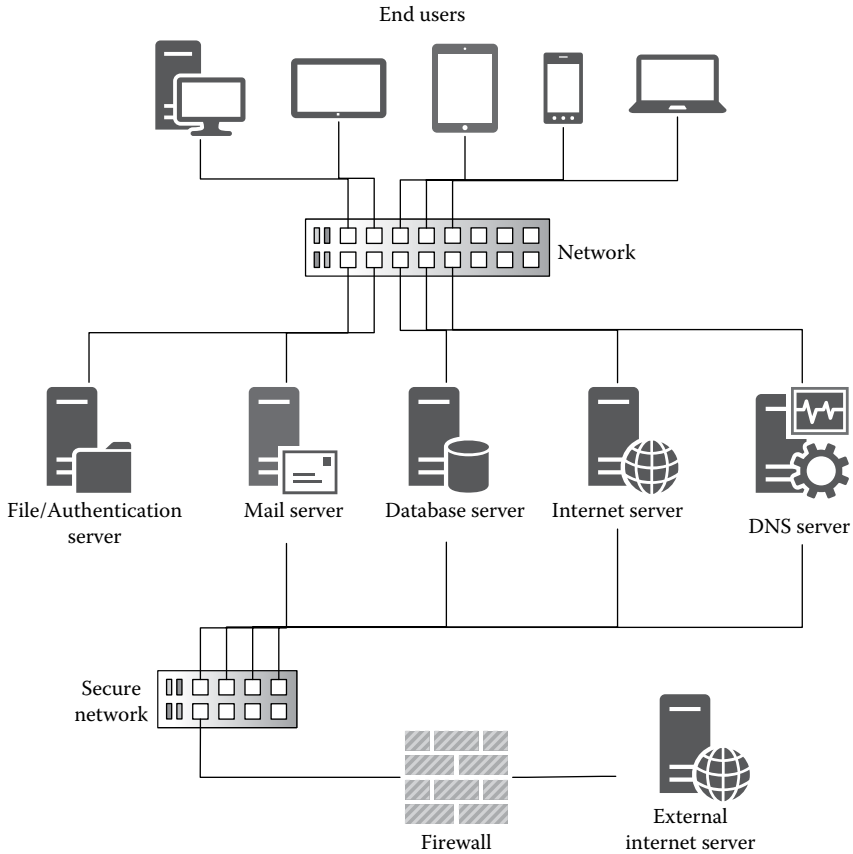 End users
Network
File/Authentication
server
Mail server
Database server
Internet server
DNS server
Secure
network
Firewall
External
internet server